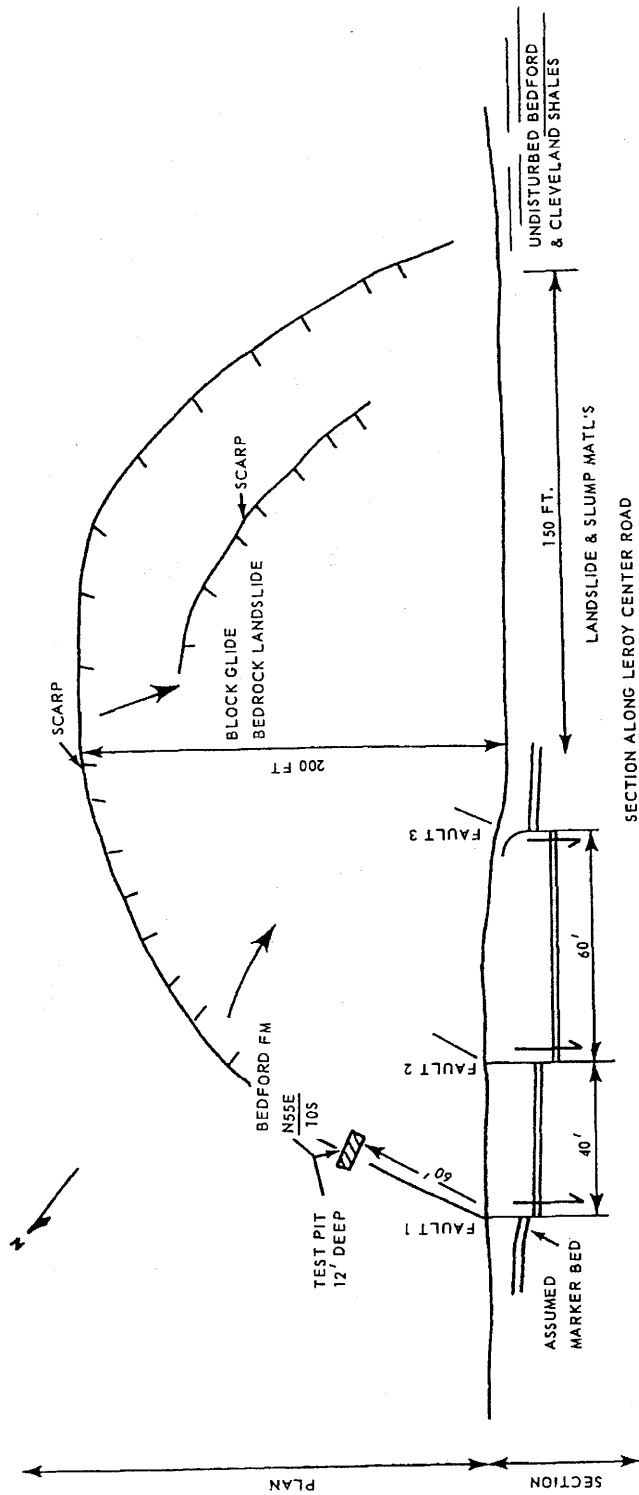 N
SCARP
TEST PIT
12' DEEP
BEDFORD FM
N55E
10S
60'
BLOCK GLIDE
BEDROCK LANDSLIDE
SCARP
200 FT
PLAN
SECTION
FAULT 1
FAULT 2
FAULT 3
ASSUMED
MARKER BED
40'
60'
150 FT.
LANDSLIDE & SLUMP MATL'S
UNDISTURBED BEDFORD
& CLEVELAND SHALES
SECTION ALONG LEROY CENTER ROAD